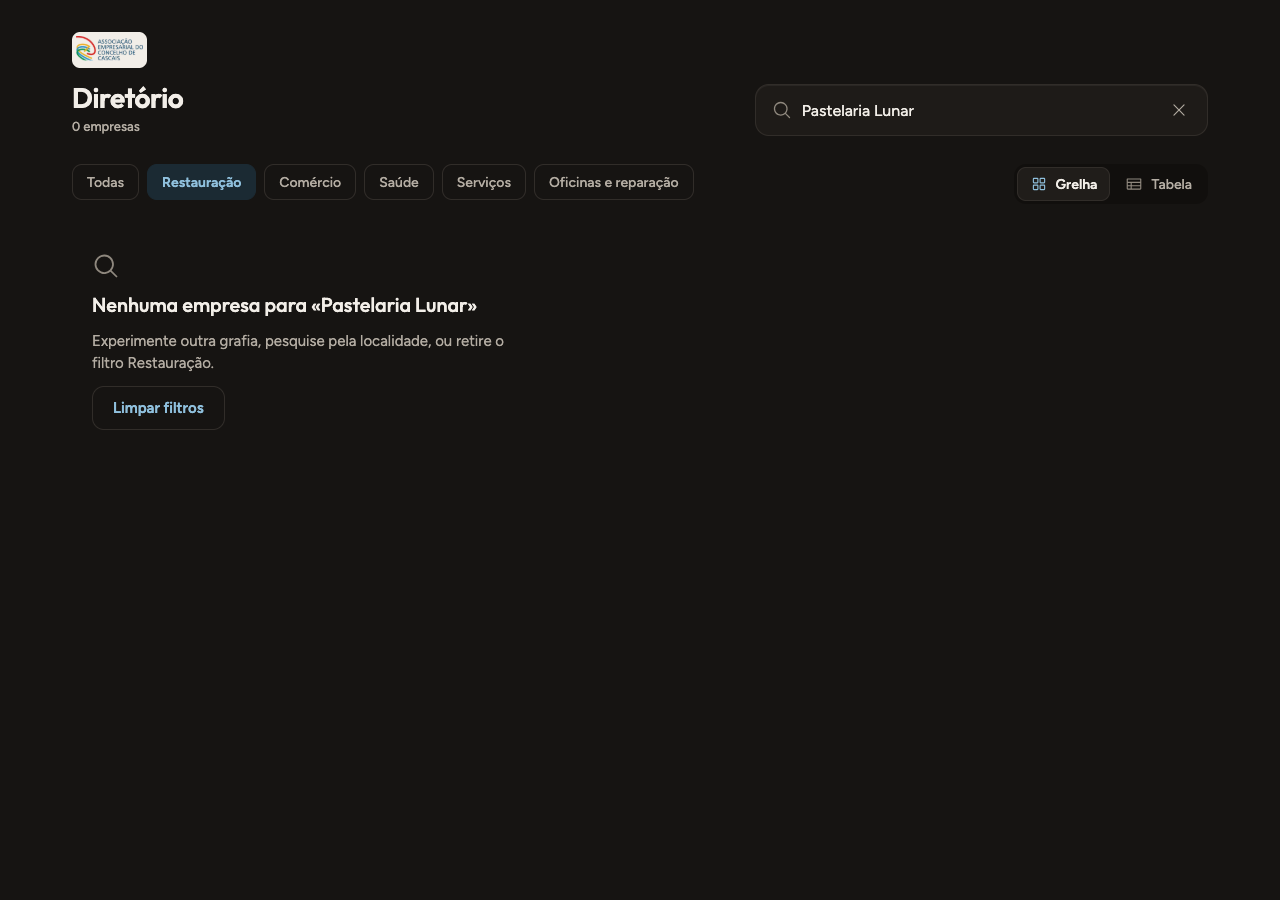 ASSOCIAÇÃO
EMPRESARIAL DO
CONCELHO DE
CASCAIS
Diretório
0 empresas
Pastelaria Lunar
Todas
Restauração
Comércio
Saúde
Serviços
Oficinas e reparação
Grelha
Tabela
Nenhuma empresa para «Pastelaria Lunar»
Experimente outra grafia, pesquise pela localidade, ou retire o
filtro Restauração.
Limpar filtros